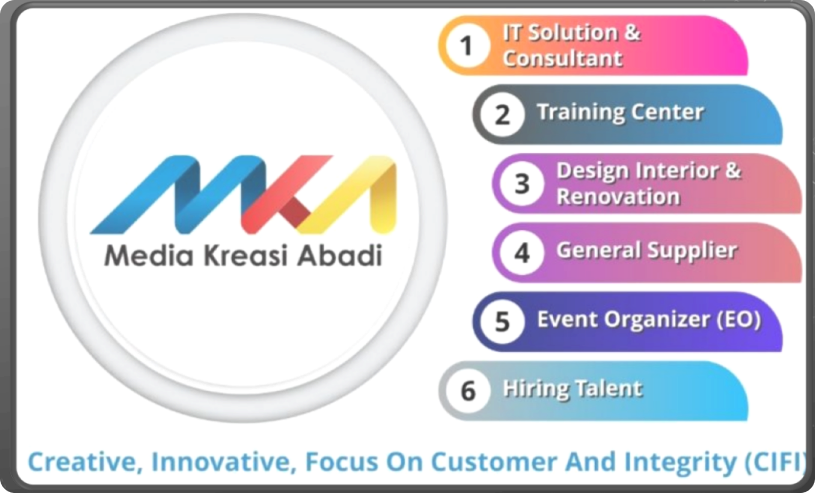 MKA
Media Kreasi Abadi
1
IT Solution &
Consultant
2
Training Center
3
Design Interior &
Renovation
4
General Supplier
5
Event Organizer (EO)
6
Hiring Talent
Creative, Innovative, Focus On Customer And Integrity (CIFI)